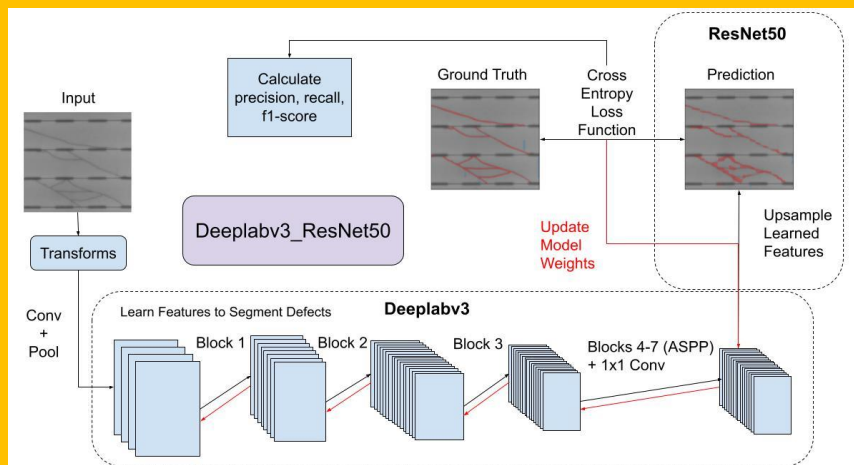 ResNet50
Calculate
precision, recall,
f1-score
Ground Truth
Cross
Entropy
Loss
Function
Prediction
Input
Deeplabv3_ResNet50
Update
Model
Weights
Upsample
Learned
Features
Transforms
Conv
+
Pool
Learn Features to Segment Defects
Deeplabv3
Block 1
Block 2
Block 3
Blocks 4-7 (ASPP)
+ 1x1 Conv